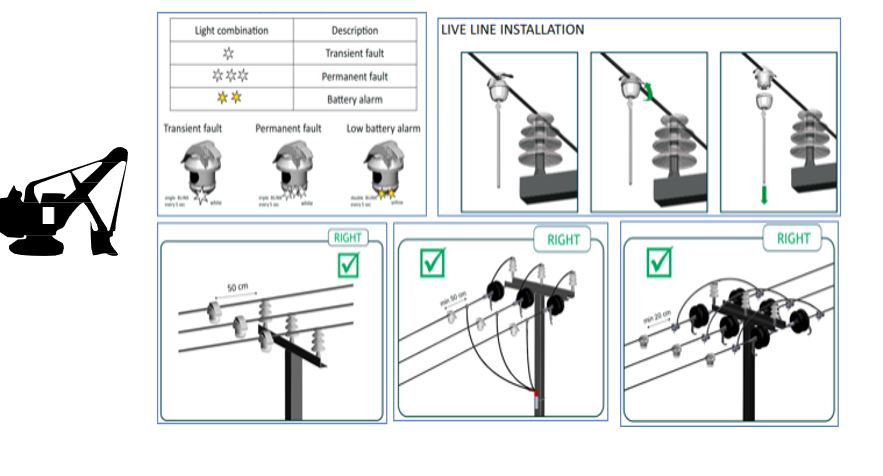 Light combination Description
Transient fault
Permanent fault
Battery alarm
Transient fault Permanent fault Low battery alarm
single BLINK every 5 sec white
triple BLINK every 5 sec white
double BLINK every 5 sec yellow
LIVE LINE INSTALLATION
RIGHT
50 cm
RIGHT
min 50 cm
RIGHT
min 20 cm